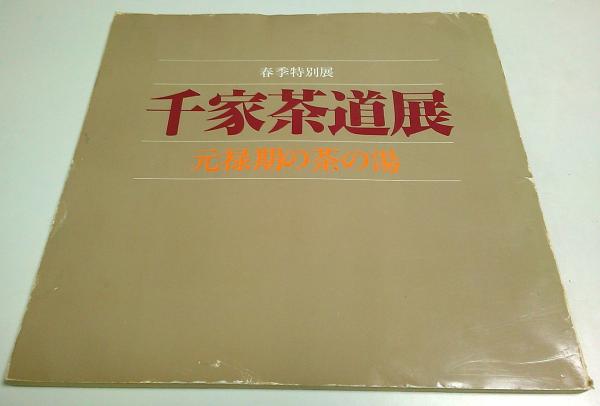 春季特別展
千家茶道展
元禄期の茶の湯